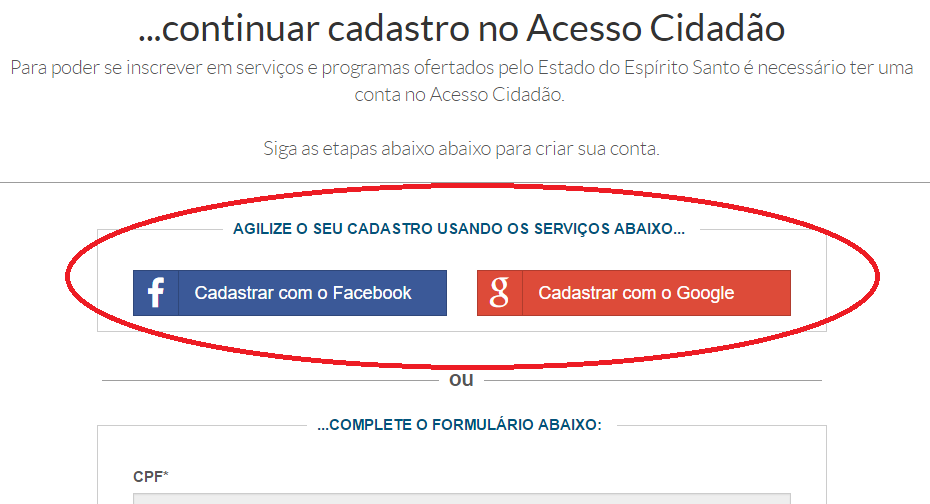 ...continuar cadastro no Acesso Cidadão
Para poder se inscrever em serviços e programas ofertados pelo Estado do Espírito Santo é necessário ter uma
conta no Acesso Cidadão.
Siga as etapas abaixo abaixo para criar sua conta.
AGILIZE O SEU CADASTRO USANDO OS SERVIÇOS ABAIXO...
f Cadastrar com o Facebook
g Cadastrar com o Google
ou
...COMPLETE O FORMULÁRIO ABAIXO:
CPF*